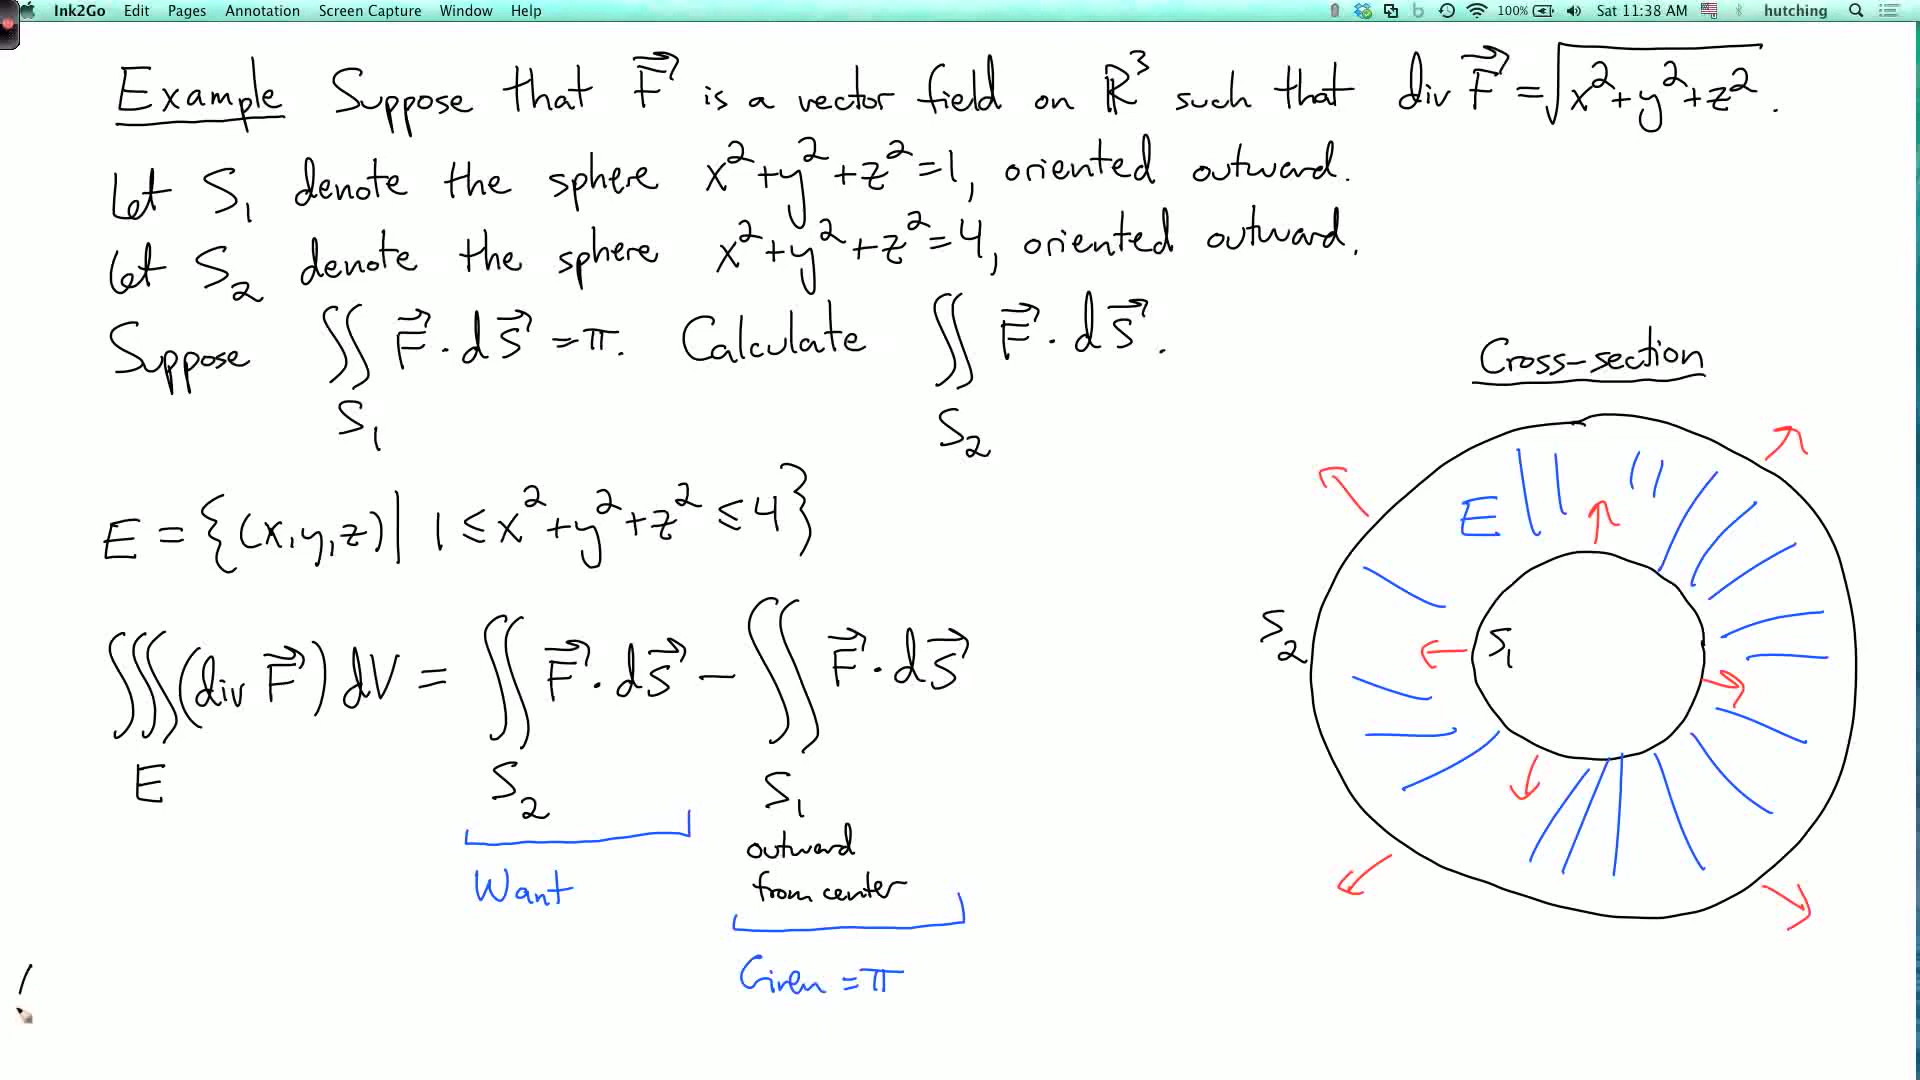 Ink2Go Edit Pages Annotation Screen Capture Window Help 100% Sat 11:38 AM hutching
Example Suppose that F⃗ is a vector field on ℝ³ such that div F⃗ = √(x²+y²+z²).
Let S₁ denote the sphere x²+y²+z²=1, oriented outward.
Let S₂ denote the sphere x²+y²+z²=4, oriented outward.
Suppose ∬ F⃗·dS⃗ = π. Calculate ∬ F⃗·dS⃗.
S₁ S₂
Cross-section
E
S₂ S₁
E = {(x,y,z)| 1 ≤ x²+y²+z² ≤ 4}
∭(div F⃗)dV = ∬ F⃗·dS⃗ − ∬ F⃗·dS⃗
E S₂ S₁
outward
from center
Want
Given = π